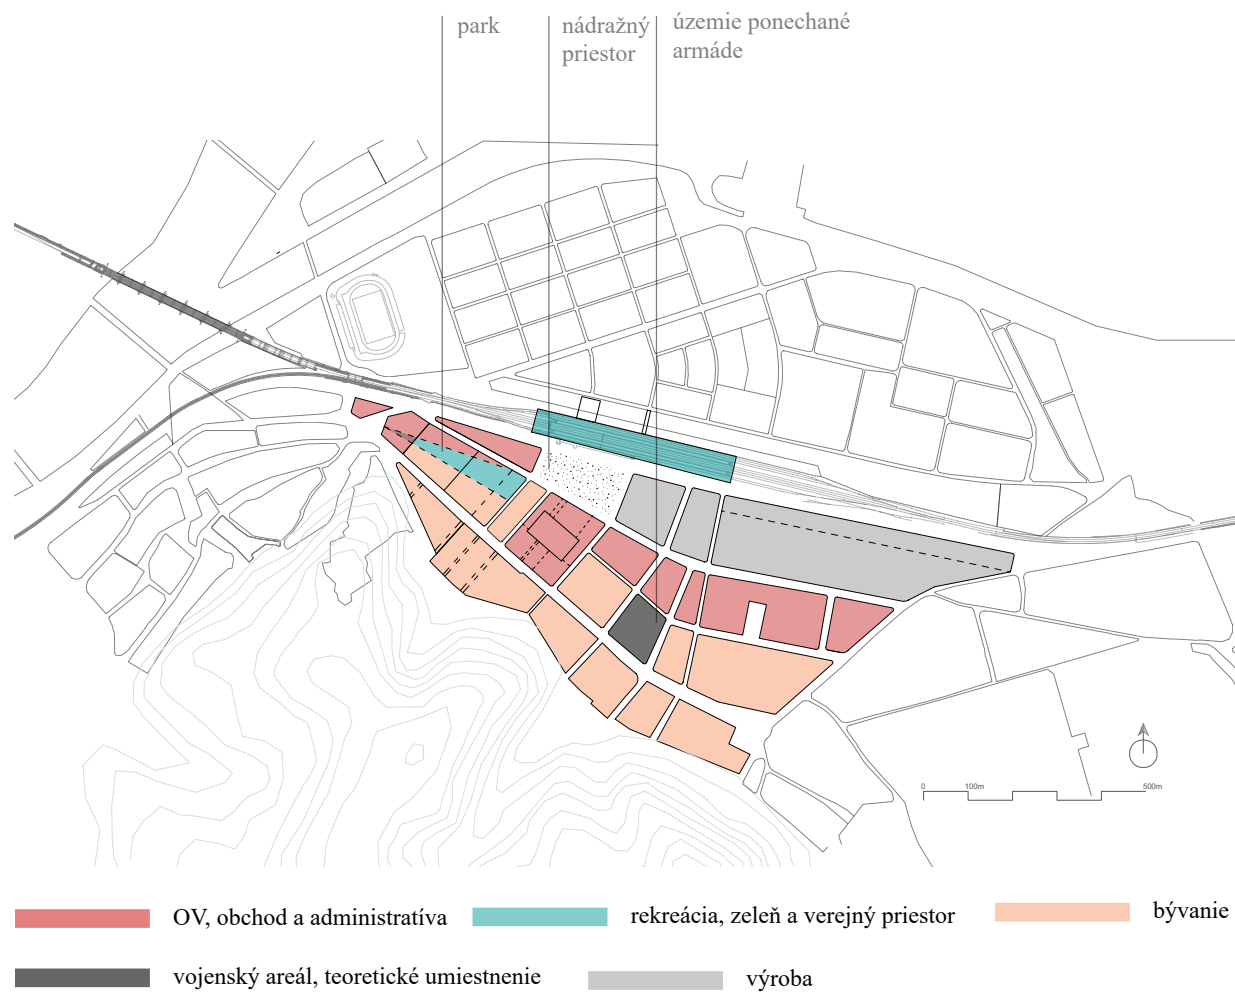 park
nádražný
priestor
územie ponechané
armáde
0
100m
500m
OV, obchod a administratíva
rekreácia, zeleň a verejný priestor
bývanie
vojenský areál, teoretické umiestnenie
výroba